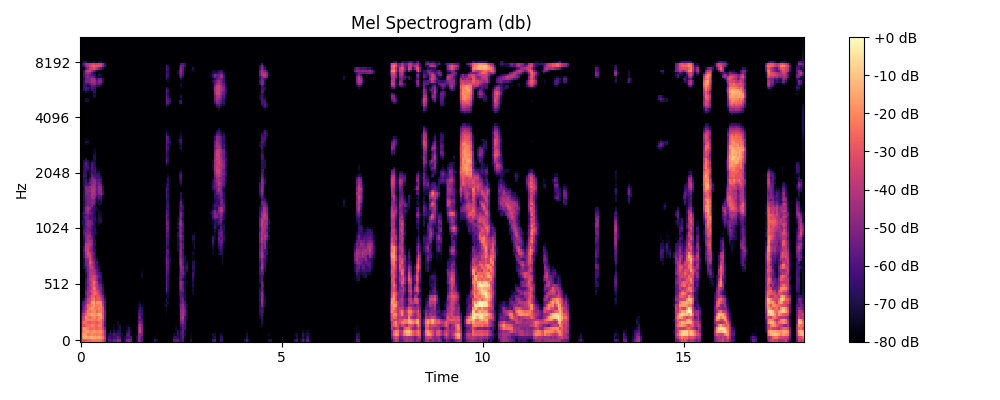 Mel Spectrogram (db)
8192
4096
2048
1024
512
0
Hz
0
5
10
15
Time
+0 dB
-10 dB
-20 dB
-30 dB
-40 dB
-50 dB
-60 dB
-70 dB
-80 dB